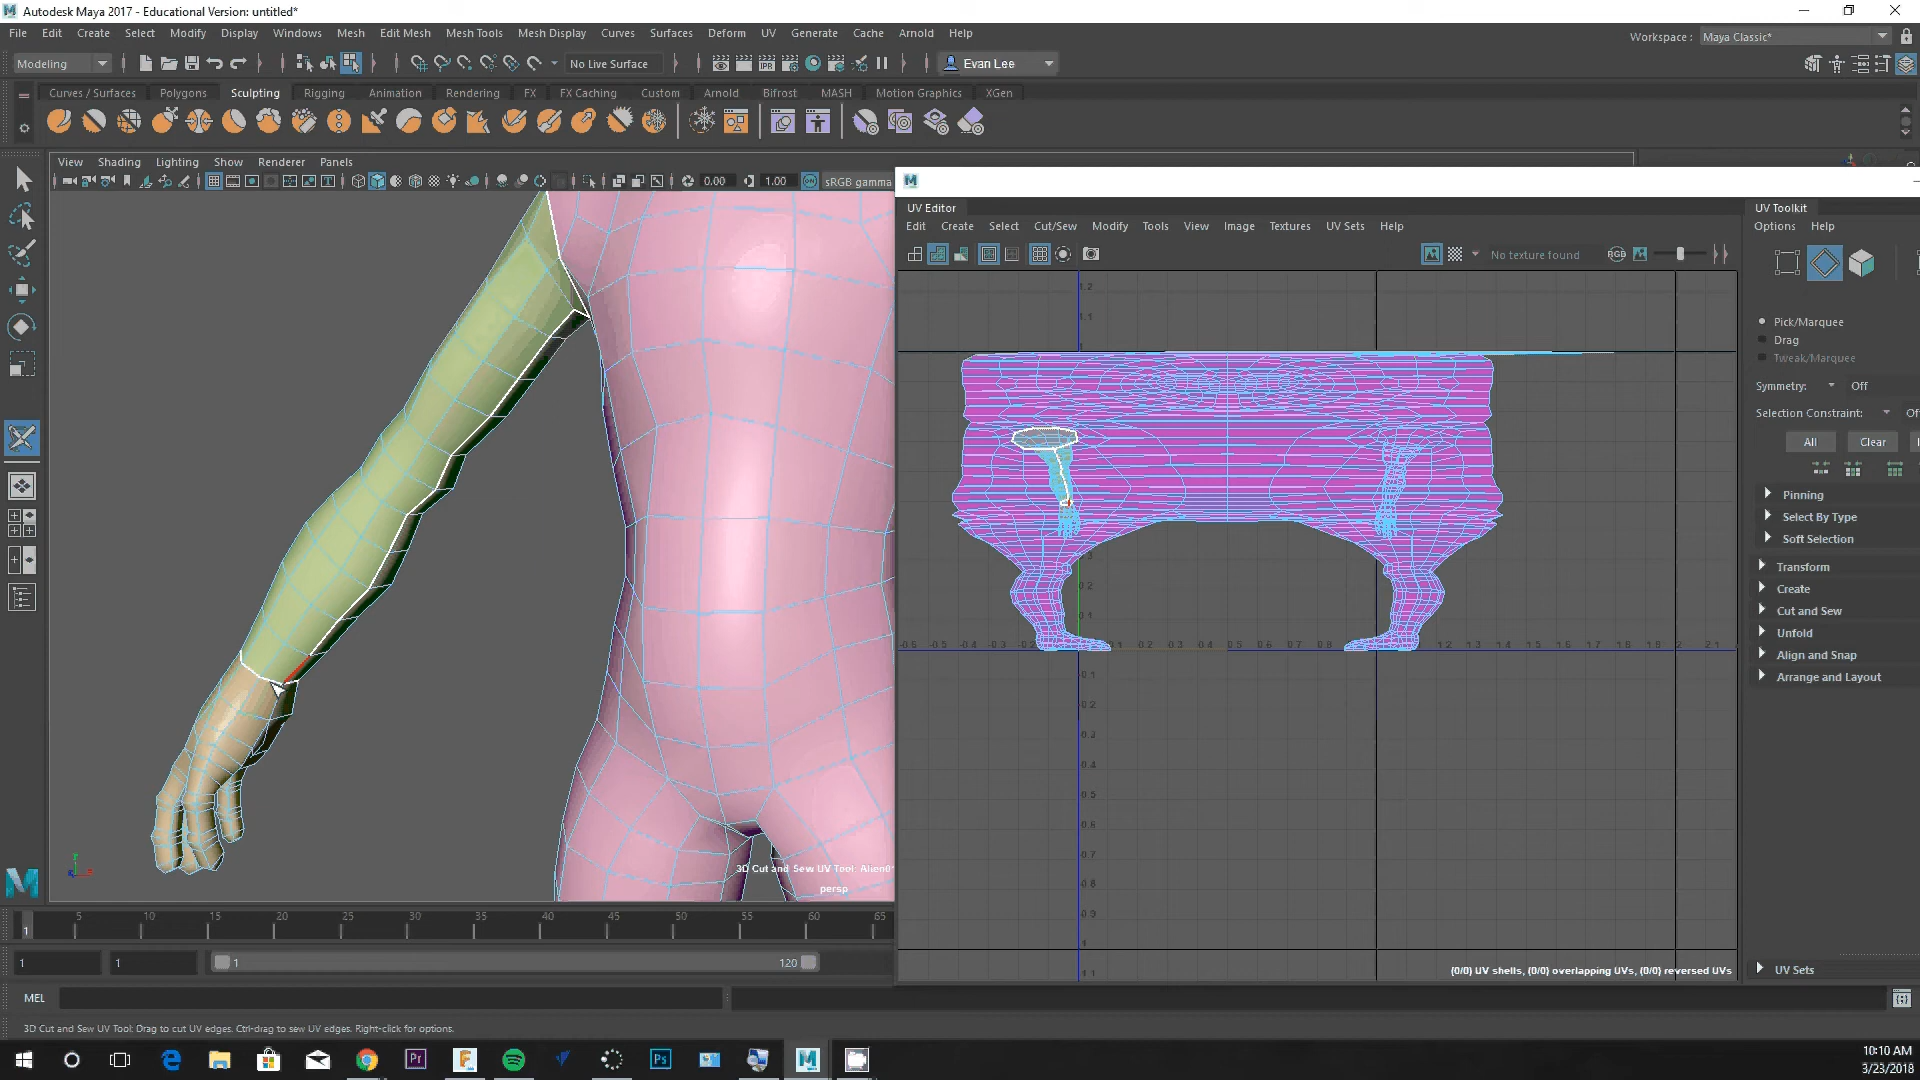 Autodesk Maya 2017 - Educational Version: untitled*
File Edit Create Select Modify Display Windows Mesh Edit Mesh Mesh Tools Mesh Display Curves Surfaces Deform UV Generate Cache Arnold Help
Workspace : Maya Classic*
Modeling No Live Surface Evan Lee
Curves / Surfaces Polygons Sculpting Rigging Animation Rendering FX FX Caching Custom Arnold Bifrost MASH Motion Graphics XGen
View Shading Lighting Show Renderer Panels
0.00 1.00 sRGB gamma
UV Editor
Edit Create Select Cut/Sew Modify Tools View Image Textures UV Sets Help
No texture found
RGB
UV Toolkit
Options Help
Pick/Marquee
Drag
Tweak/Marquee
Symmetry: Off
Selection Constraint:
All Clear
Pinning
Select By Type
Soft Selection
Transform
Create
Cut and Sew
Unfold
Align and Snap
Arrange and Layout
UV Sets
(0/0) UV shells, (0/0) overlapping UVs, (0/0) reversed UVs
3D Cut and Sew UV Tool: Alien0
persp
5 10 15 20 25 30 35 40 45 50 55 60 65
1
1 1 1 120
MEL
3D Cut and Sew UV Tool: Drag to cut UV edges. Ctrl-drag to sew UV edges. Right-click for options.
10:10 AM
3/23/2018